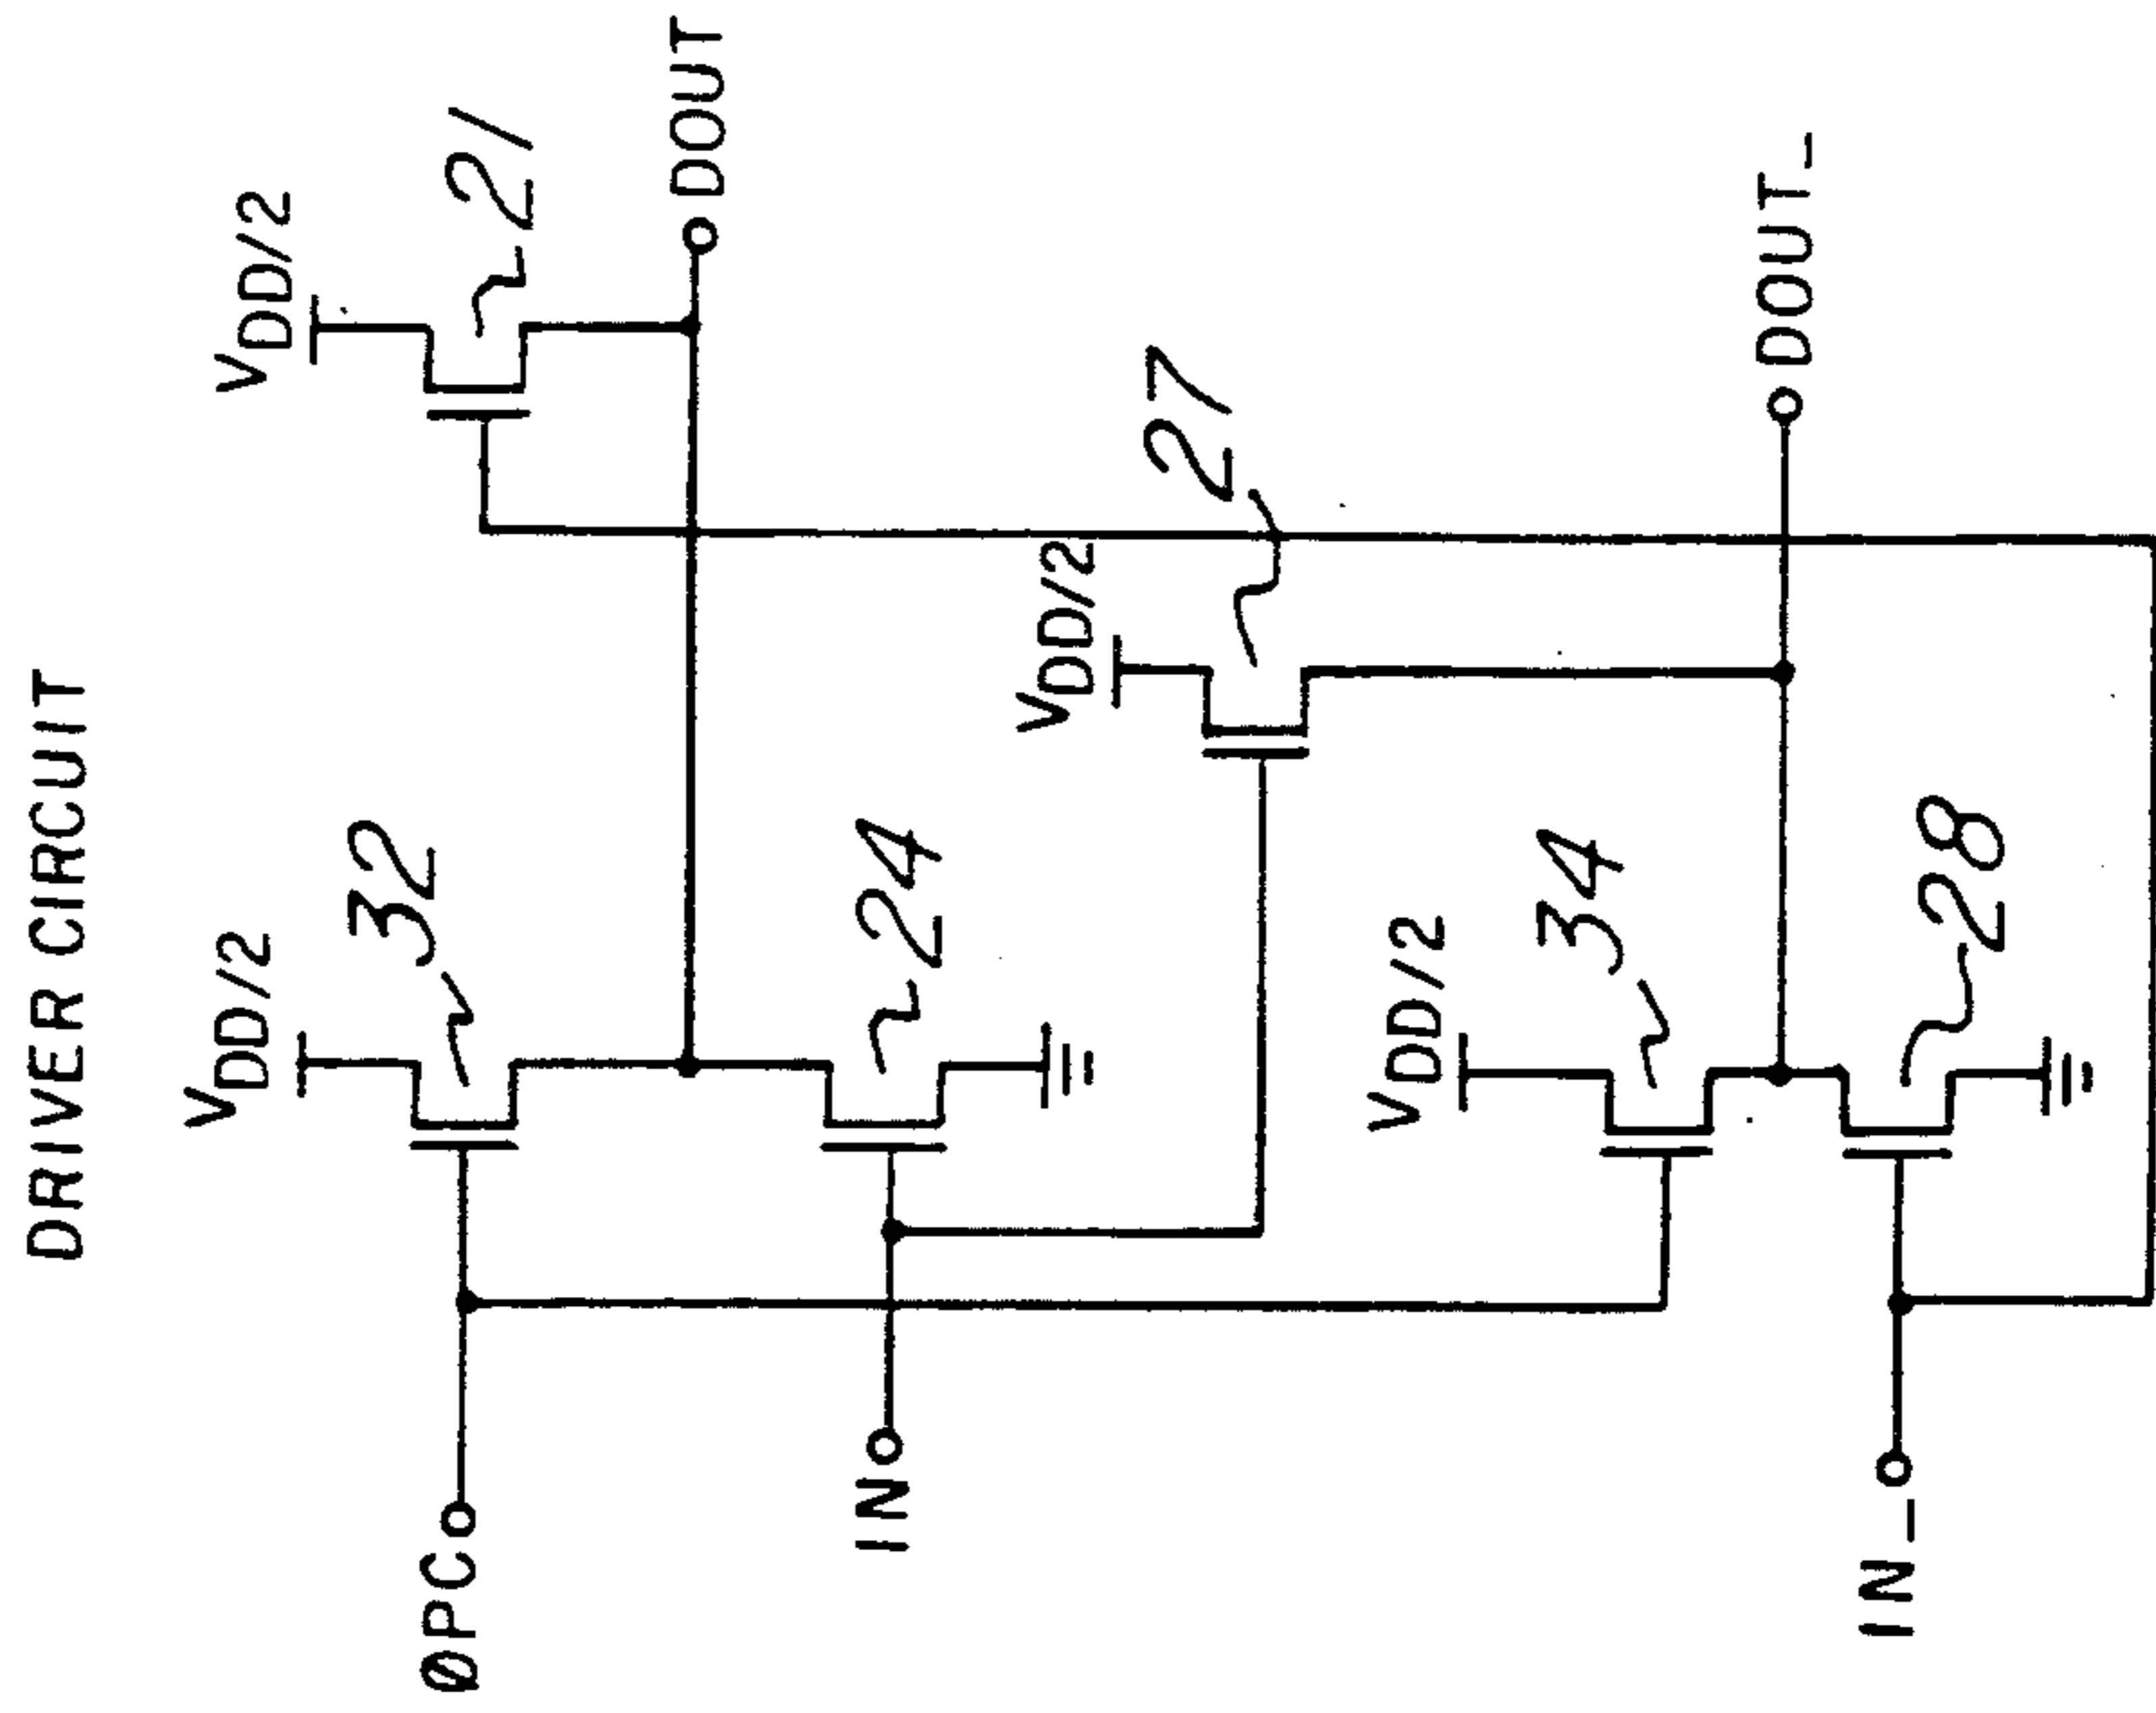 DRIVER CIRCUIT
VDD/2
21
DOUT
VDD/2
32
24
VDD/2
27
VDD/2
34
28
DOUT_
ØPC
IN
IN_